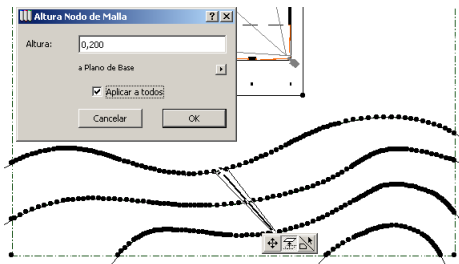 Altura Nodo de Malla
Altura:
0,200
a Plano de Base
Aplicar a todos
Cancelar
OK